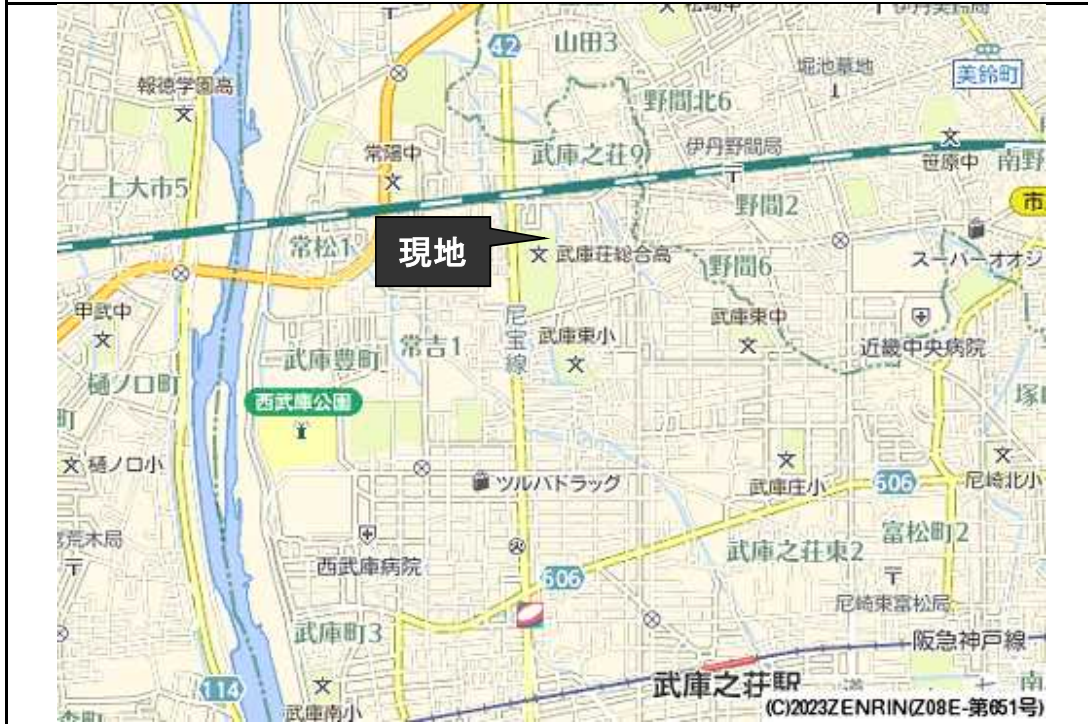 42
山田3
堀池墓地
美鈴町
報徳学園高
野間北6
常陽中
武庫之荘9
伊丹野間局
笹原中
南野
上大市5
野間2
市
常松1
現地
武庫荘総合高
野間6
スーパーオオジ
甲武中
尼宝線
武庫東小
武庫東中
近畿中央病院
武庫豊町
常吉1
樋ノ口町
町
西武庫公園
塚
樋ノ口小
ツルハドラッグ
武庫庄小
606
尼崎北小
荒木局
西武庫病院
武庫之荘東2
富松町2
606
尼崎東富松局
武庫町3
阪急神戸線
武庫之荘駅
南
114
武庫南小
(C)2023ZENRIN(Z08E-第651号)